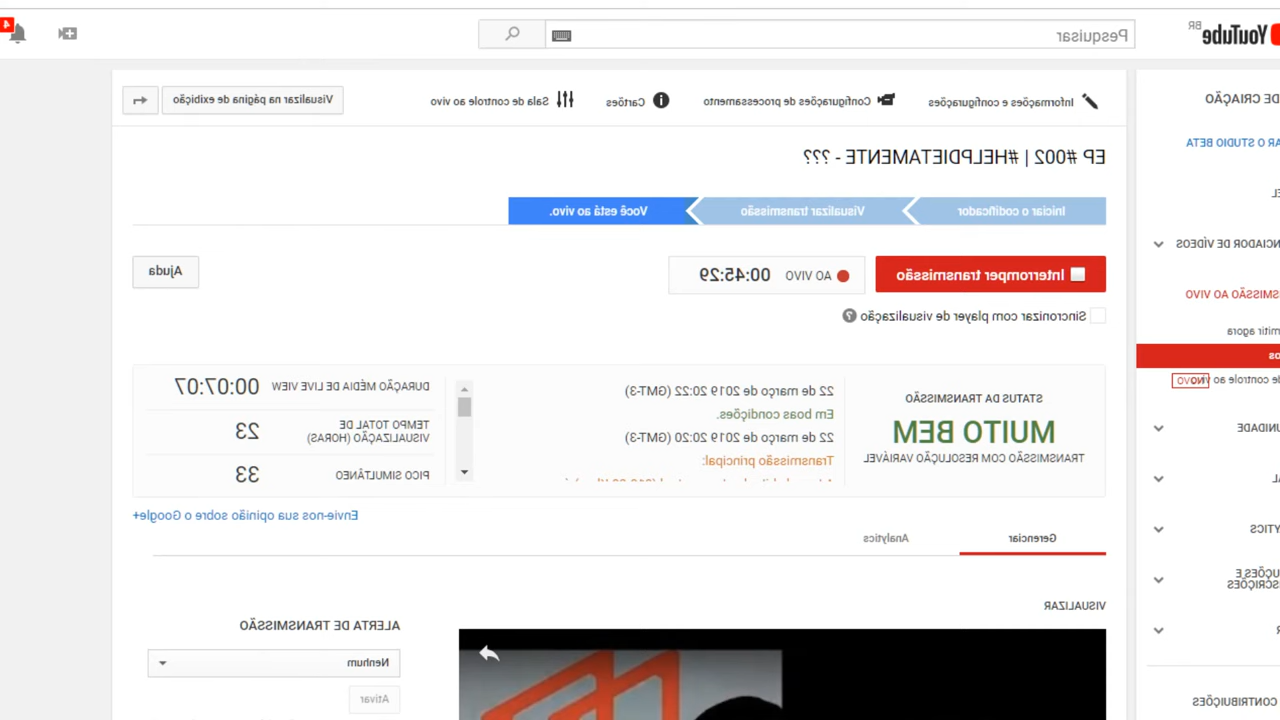 YouTube BR
Pesquisar
4
DE CRIAÇÃO
AR O STUDIO BETA
EL
NCIADOR DE VÍDEOS
SMISSÃO AO VIVO
mitir agora
os
de controle ao vivo NOVO
UNIDADE
AL
YTICS
UÇÕES E
SCRIÇÕES
R
CONTRIBUIÇÕES
Informações e configurações
Configurações de processamento
Cartões
Sala de controle ao vivo
Visualizar na página de exibição
EP #002 | #HELPDIETAMENTE - ???
Iniciar o codificador
Visualizar transmissão
Você está ao vivo.
Interromper transmissão
AO VIVO 00:45:29
Ajuda
Sincronizar com player de visualização ?
STATUS DA TRANSMISSÃO
MUITO BEM
TRANSMISSÃO COM RESOLUÇÃO VARIÁVEL
22 de março de 2019 20:22 (GMT-3)
Em boas condições.
22 de março de 2019 20:20 (GMT-3)
Transmissão principal:
DURAÇÃO MÉDIA DE LIVE VIEW 00:07:07
TEMPO TOTAL DE
VISUALIZAÇÃO (HORAS) 23
PICO SIMULTÂNEO 33
Envie-nos sua opinião sobre o Google+
Gerenciar
Analytics
VISUALIZAR
ALERTA DE TRANSMISSÃO
Nenhum
Ativar